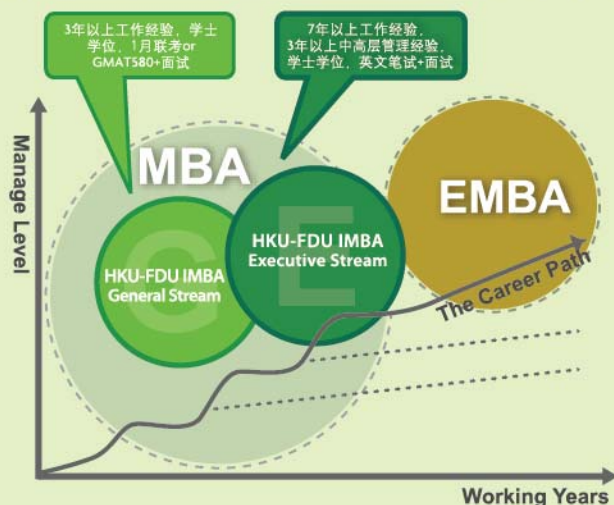 3年以上工作经验，学士
学位，1月联考or
GMAT580+面试
7年以上工作经验，
3年以上中高层管理经验，
学士学位，英文笔试+面试
Manage Level
MBA
EMBA
G
E
HKU-FDU IMBA
General Stream
HKU-FDU IMBA
Executive Stream
The Career Path
Working Years